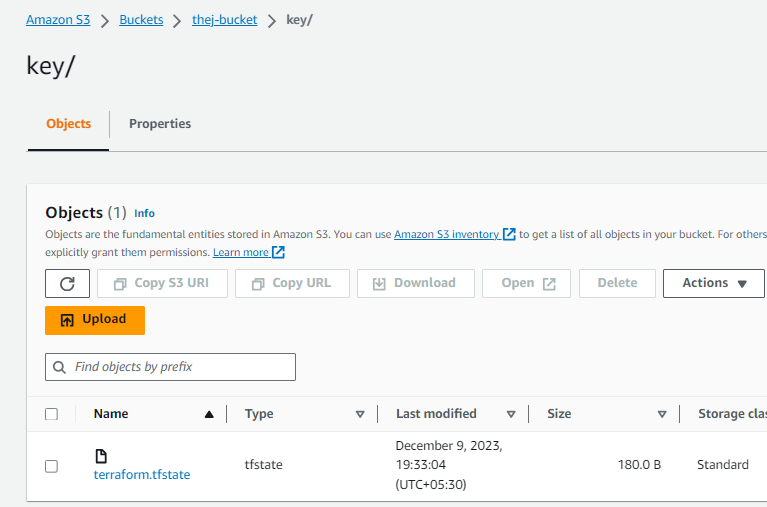 Amazon S3 > Buckets > thej-bucket > key/
key/
Objects Properties
Objects (1) Info
Objects are the fundamental entities stored in Amazon S3. You can use Amazon S3 inventory to get a list of all objects in your bucket. For others
explicitly grant them permissions. Learn more
Copy S3 URI Copy URL Download Open Delete Actions
Upload
Find objects by prefix
Name Type Last modified Size Storage clas
December 9, 2023,
terraform.tfstate tfstate 19:33:04 180.0 B Standard
(UTC+05:30)